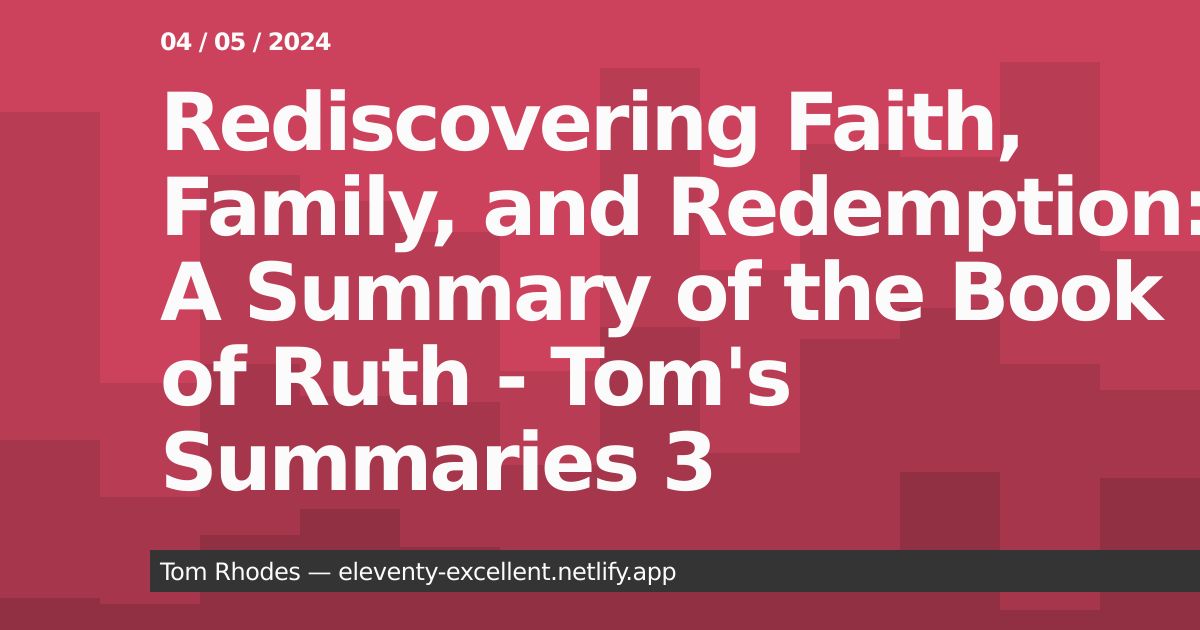 04 / 05 / 2024
Rediscovering Faith,
Family, and Redemption:
A Summary of the Book
of Ruth - Tom's
Summaries 3
Tom Rhodes — eleventy-excellent.netlify.app